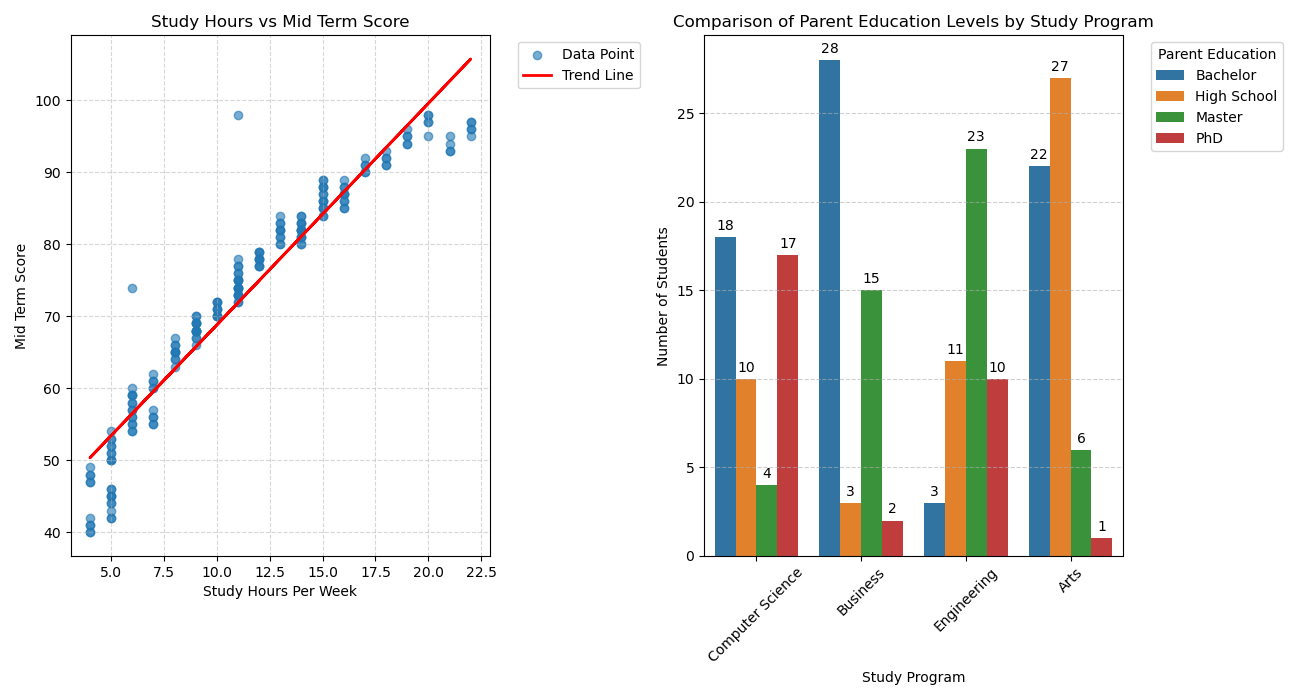 Study Hours vs Mid Term Score
Mid Term Score
100
90
80
70
60
50
40
5.0 7.5 10.0 12.5 15.0 17.5 20.0 22.5
Study Hours Per Week
Data Point
Trend Line
Comparison of Parent Education Levels by Study Program
Number of Students
25
20
15
10
5
0
18 10 4 17
28 3 15 2
3 11 23 10
22 27 6 1
Computer Science
Business
Engineering
Arts
Study Program
Parent Education
Bachelor
High School
Master
PhD